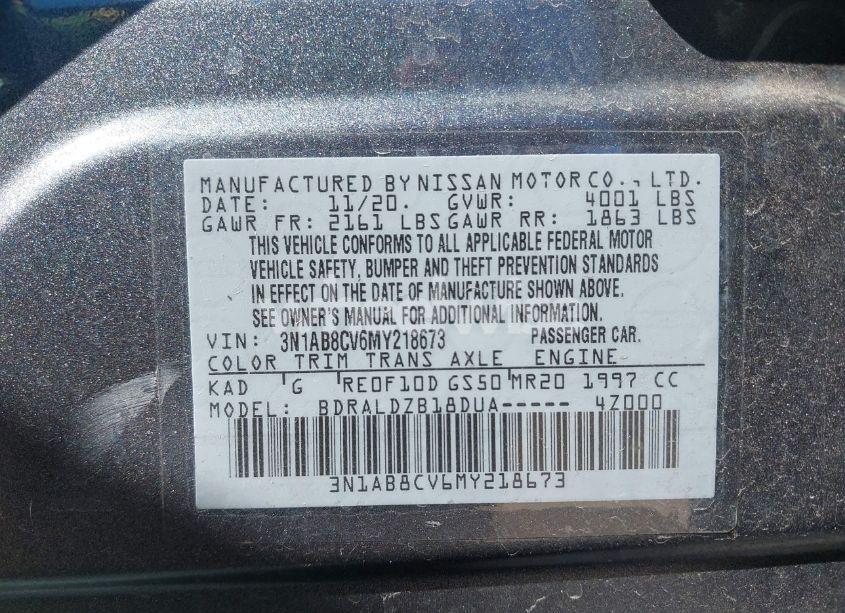 MANUFACTURED BY NISSAN MOTOR CO., LTD.
DATE: 11/20. GVWR: 4001 LBS
GAWR FR: 2161 LBS GAWR RR: 1863 LBS
THIS VEHICLE CONFORMS TO ALL APPLICABLE FEDERAL MOTOR
VEHICLE SAFETY, BUMPER AND THEFT PREVENTION STANDARDS
IN EFFECT ON THE DATE OF MANUFACTURE SHOWN ABOVE.
SEE OWNER'S MANUAL FOR ADDITIONAL INFORMATION.
VIN: 3N1AB8CV6MY218673 PASSENGER CAR.
COLOR TRIM TRANS AXLE ENGINE
KAD G RE0F10D GS50 MR20 1997 CC
MODEL: BDRALDZB18DUA----- 4Z000
3N1AB8CV6MY218673